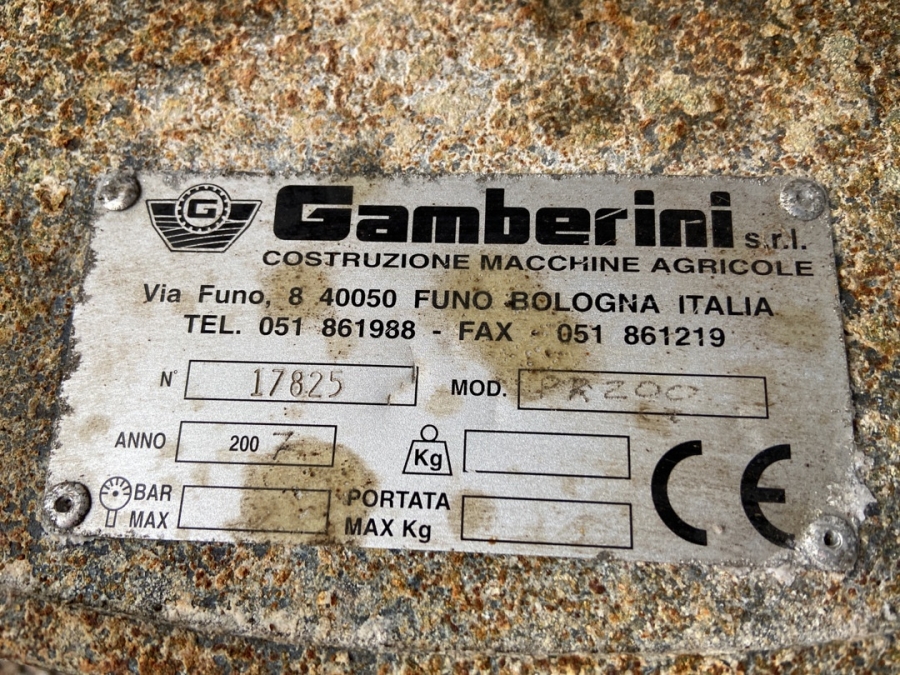 G Gamberini s.r.l.
COSTRUZIONE MACCHINE AGRICOLE
Via Funo, 8 40050 FUNO BOLOGNA ITALIA
TEL. 051 861988 - FAX 051 861219
N° 17825 MOD. PR200
ANNO 2007 Kg
BAR MAX PORTATA MAX Kg
CE